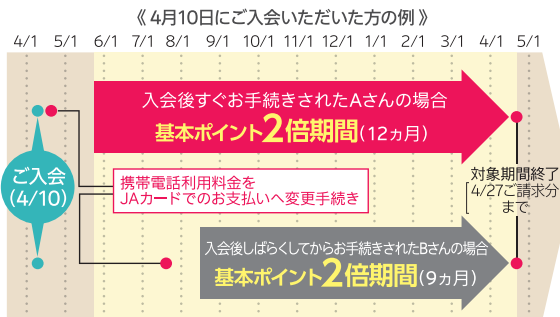 《 4月10日にご入会いただいた方の例 》
4/1 5/1 6/1 7/1 8/1 9/1 10/1 11/1 12/1 1/1 2/1 3/1 4/1 5/1
入会後すぐお手続きされたAさんの場合
基本ポイント2倍期間(12ヵ月)
ご入会
(4/10)
携帯電話利用料金を
JAカードでのお支払いへ変更手続き
対象期間終了
4/27ご請求分
まで
入会後しばらくしてからお手続きされたBさんの場合
基本ポイント2倍期間(9ヵ月)